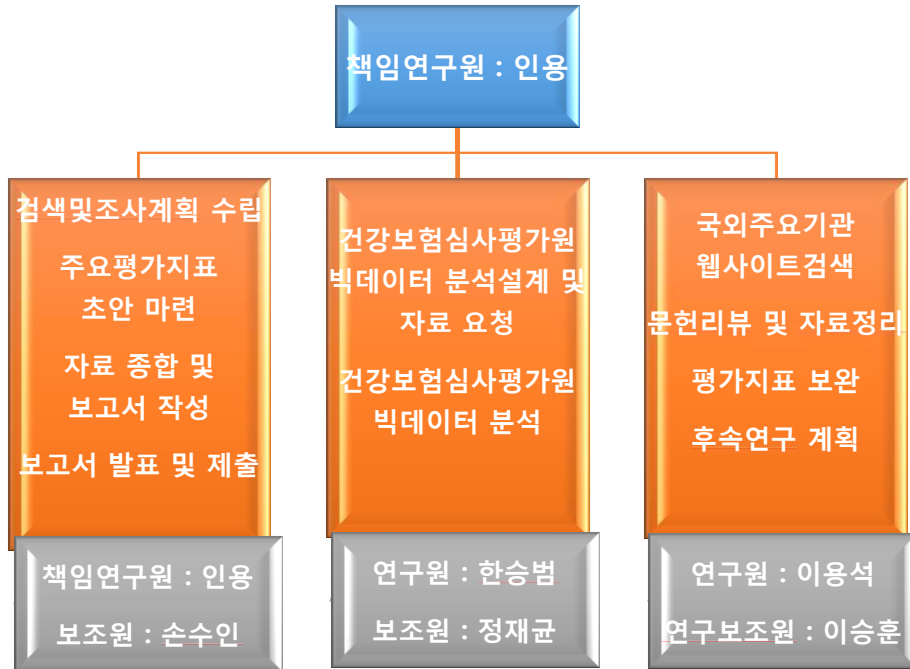 책임연구원 : 인용
검색및조사계획 수립
주요평가지표
초안 마련
자료 종합 및
보고서 작성
보고서 발표 및 제출
책임연구원 : 인용
보조원 : 손수인
건강보험심사평가원
빅데이터 분석설계 및
자료 요청
건강보험심사평가원
빅데이터 분석
연구원 : 한승범
보조원 : 정재균
국외주요기관
웹사이트검색
문헌리뷰 및 자료정리
평가지표 보완
후속연구 계획
연구원 : 이용석
연구보조원 : 이승훈